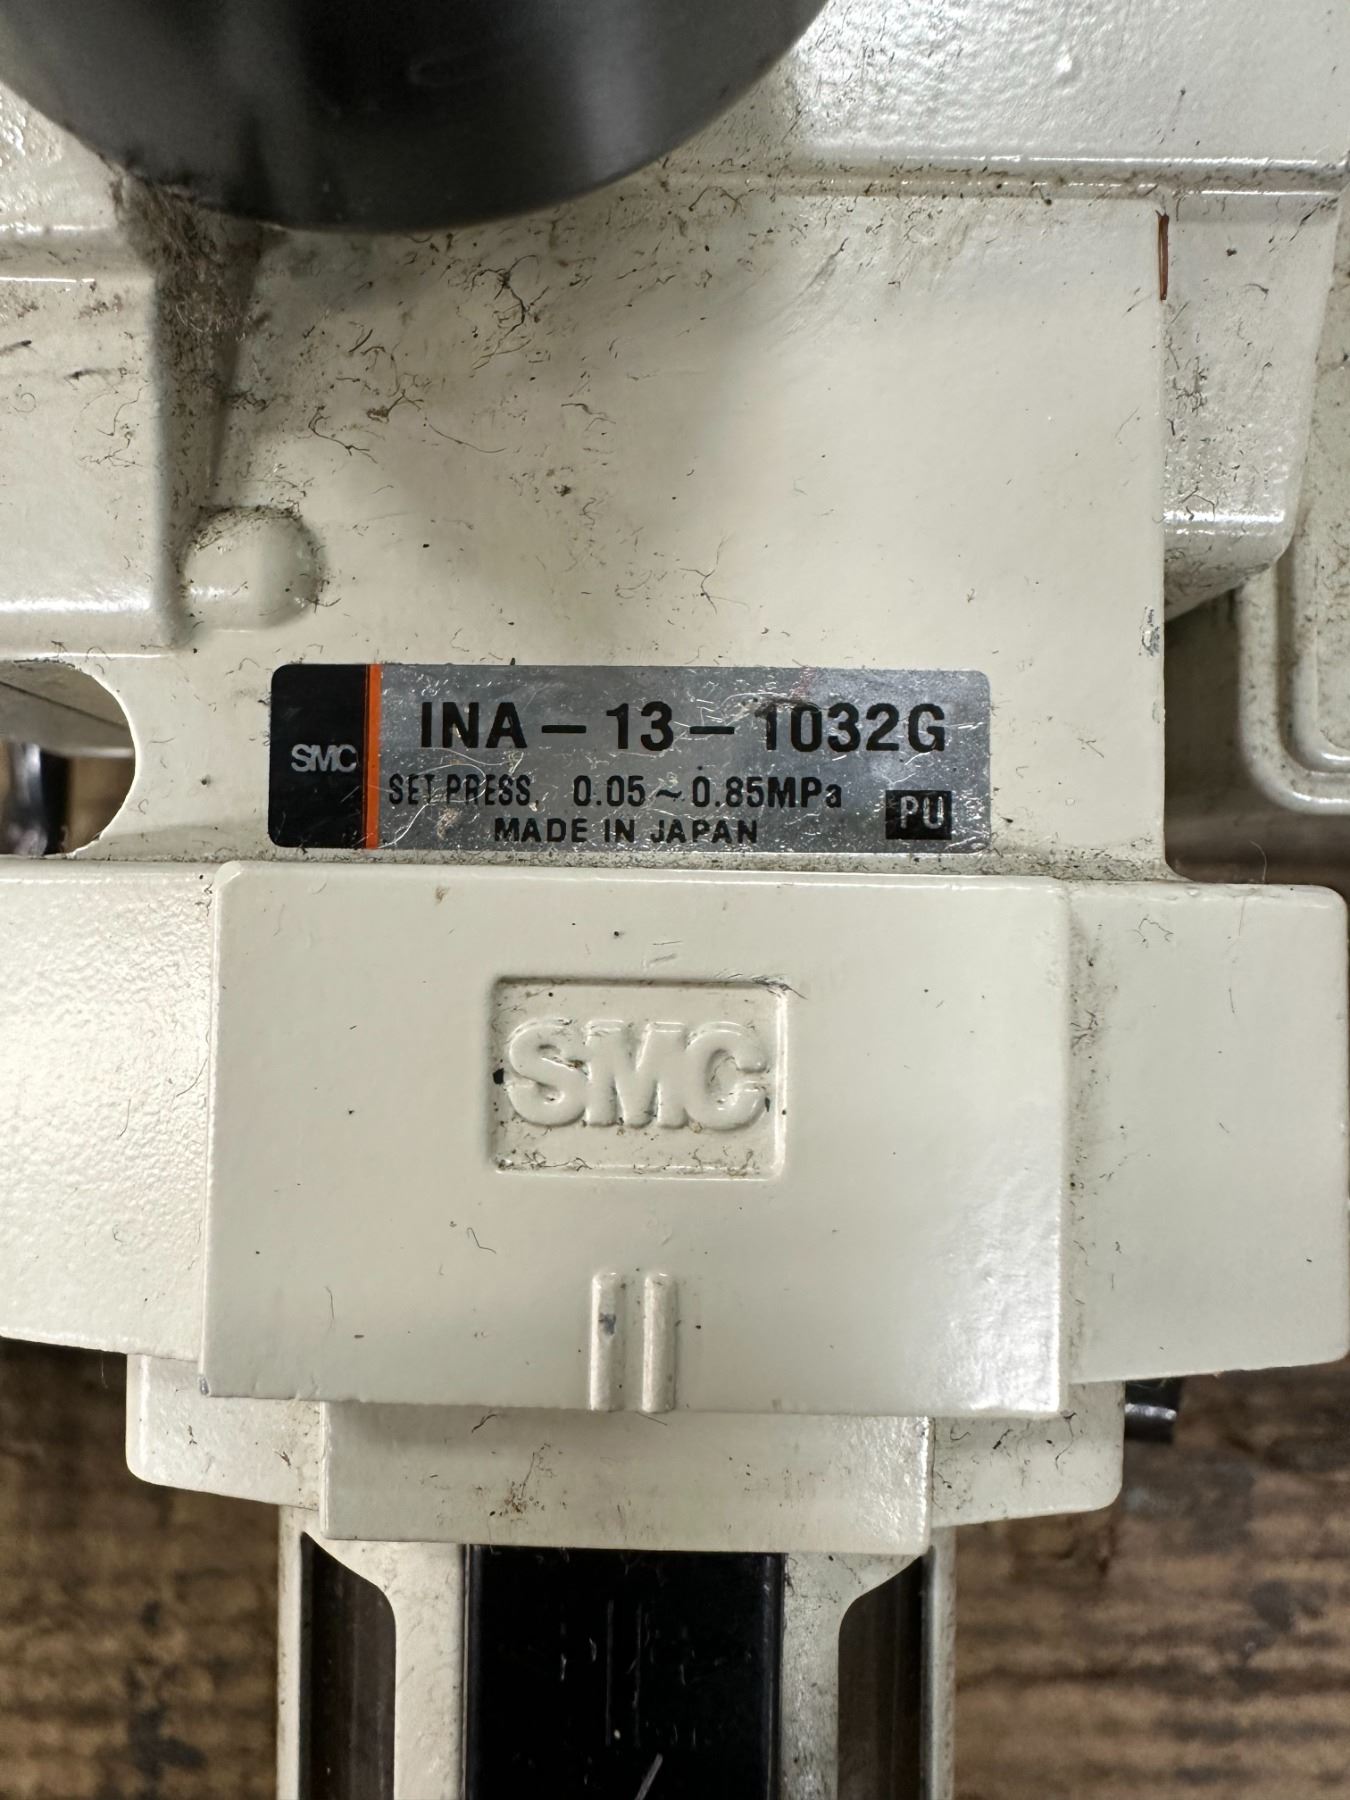 INA-13-1032G
SMC
SET PRESS. 0.05~0.85MPa
PU
MADE IN JAPAN
SMC